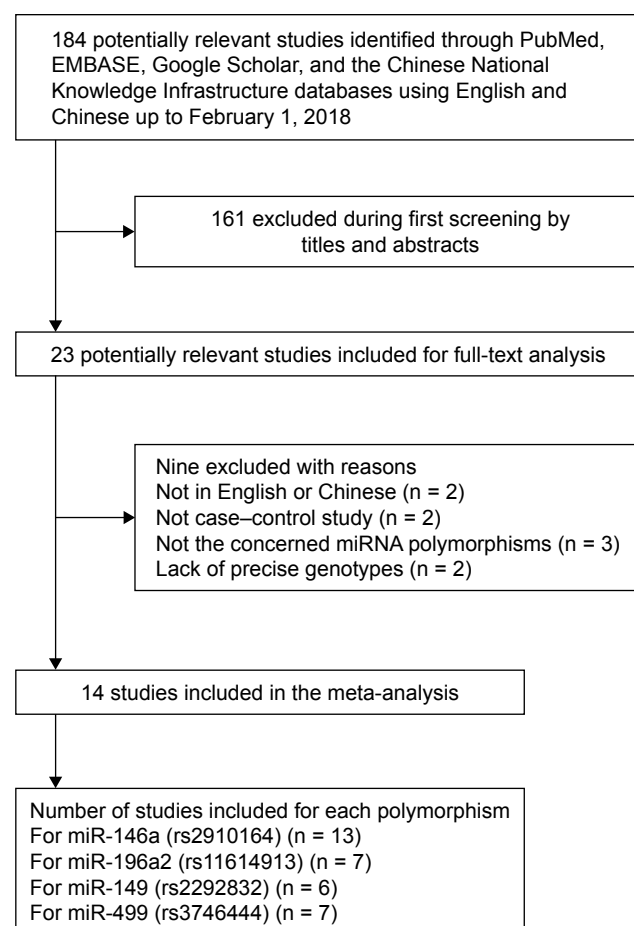 184 potentially relevant studies identified through PubMed,
EMBASE, Google Scholar, and the Chinese National
Knowledge Infrastructure databases using English and
Chinese up to February 1, 2018
161 excluded during first screening by
titles and abstracts
23 potentially relevant studies included for full-text analysis
Nine excluded with reasons
Not in English or Chinese (n = 2)
Not case–control study (n = 2)
Not the concerned miRNA polymorphisms (n = 3)
Lack of precise genotypes (n = 2)
14 studies included in the meta-analysis
Number of studies included for each polymorphism
For miR-146a (rs2910164) (n = 13)
For miR-196a2 (rs11614913) (n = 7)
For miR-149 (rs2292832) (n = 6)
For miR-499 (rs3746444) (n = 7)